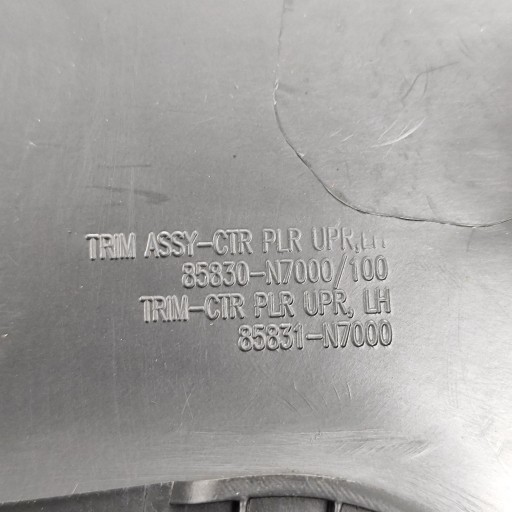 TRIM ASSY-CTR PLR UPR, LH
85830-N7000/100
TRIM-CTR PLR UPR, LH
85831-N7000